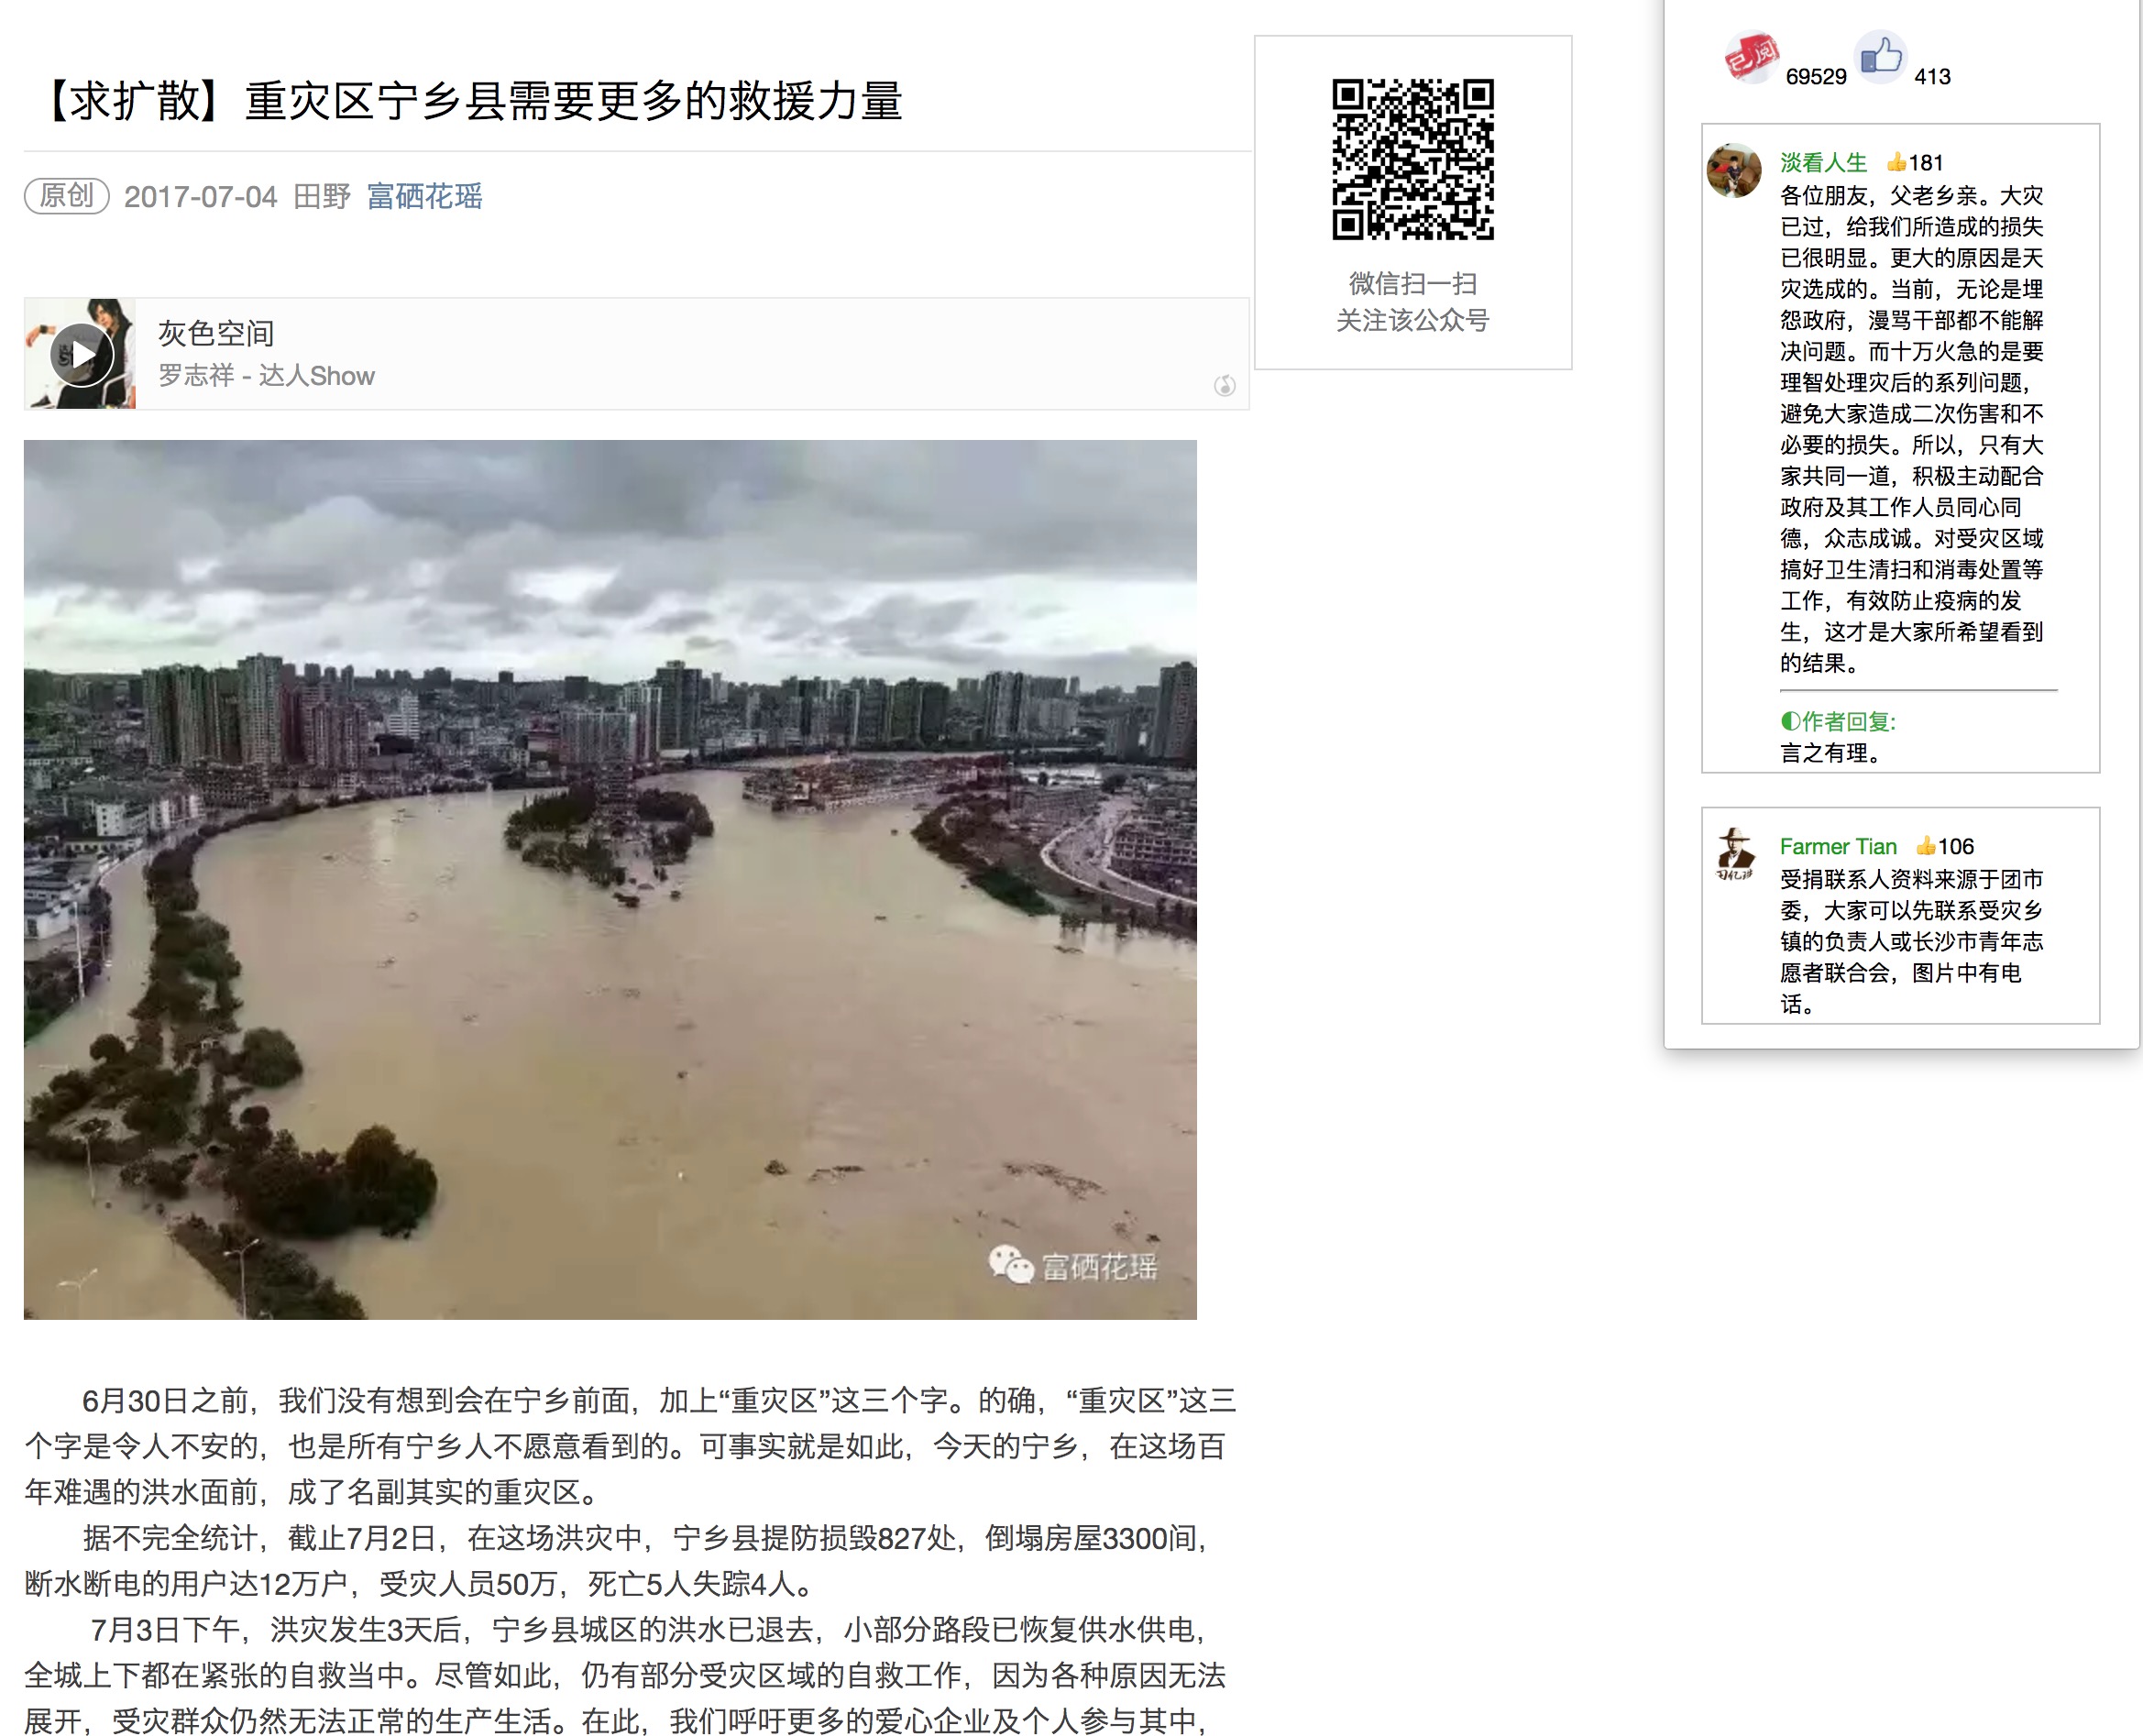 【求扩散】重灾区宁乡县需要更多的救援力量
原创 2017-07-04 田野 富硒花瑶
灰色空间
罗志祥 - 达人Show
富硒花瑶
6月30日之前，我们没有想到会在宁乡前面，加上“重灾区”这三个字。的确，“重灾区”这三
个字是令人不安的，也是所有宁乡人不愿意看到的。可事实就是如此，今天的宁乡，在这场百
年难遇的洪水面前，成了名副其实的重灾区。
据不完全统计，截止7月2日，在这场洪灾中，宁乡县提防损毁827处，倒塌房屋3300间，
断水断电的用户达12万户，受灾人员50万，死亡5人失踪4人。
7月3日下午，洪灾发生3天后，宁乡县城区的洪水已退去，小部分路段已恢复供水供电，
全城上下都在紧张的自救当中。尽管如此，仍有部分受灾区域的自救工作，因为各种原因无法
展开，受灾群众仍然无法正常的生产生活。在此，我们呼吁更多的爱心企业及个人参与其中，
微信扫一扫
关注该公众号
已阅 69529 413
淡看人生 👍181
各位朋友，父老乡亲。大灾
已过，给我们所造成的损失
已很明显。更大的原因是天
灾选成的。当前，无论是埋
怨政府，漫骂干部都不能解
决问题。而十万火急的是要
理智处理灾后的系列问题，
避免大家造成二次伤害和不
必要的损失。所以，只有大
家共同一道，积极主动配合
政府及其工作人员同心同
德，众志成诚。对受灾区域
搞好卫生清扫和消毒处置等
工作，有效防止疫病的发
生，这才是大家所希望看到
的结果。
作者回复:
言之有理。
Farmer Tian 👍106
受捐联系人资料来源于团市
委，大家可以先联系受灾乡
镇的负责人或长沙市青年志
愿者联合会，图片中有电
话。